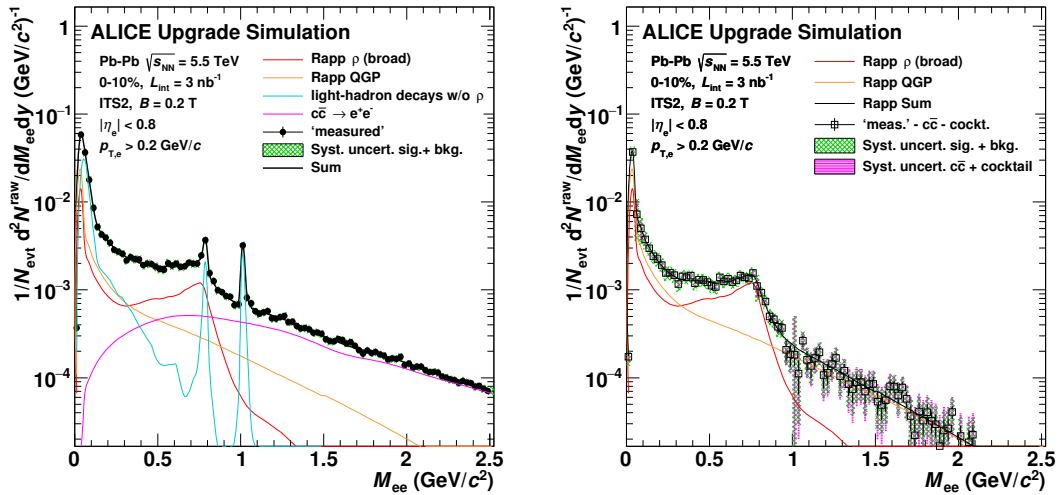 ALICE Upgrade Simulation
Pb-Pb √sNN = 5.5 TeV
0-10%, Lint = 3 nb-1
ITS2, B = 0.2 T
|ηe| < 0.8
pT,e > 0.2 GeV/c
Rapp ρ (broad)
Rapp QGP
light-hadron decays w/o ρ
cc̄ → e+e-
'measured'
Syst. uncert. sig.+ bkg.
Sum
1/Nevt d2Nraw/dMeedy (GeV/c2)-1
1
10-1
10-2
10-3
10-4
0 0.5 1 1.5 2 2.5
Mee (GeV/c2)
ALICE Upgrade Simulation
Pb-Pb √sNN = 5.5 TeV
0-10%, Lint = 3 nb-1
ITS2, B = 0.2 T
|ηe| < 0.8
pT,e > 0.2 GeV/c
Rapp ρ (broad)
Rapp QGP
Rapp Sum
'meas.' - cc̄ - cockt.
Syst. uncert. sig. + bkg.
Syst. uncert. cc̄ + cocktail
1/Nevt d2Nraw/dMeedy (GeV/c2)-1
1
10-1
10-2
10-3
10-4
0 0.5 1 1.5 2 2.5
Mee (GeV/c2)